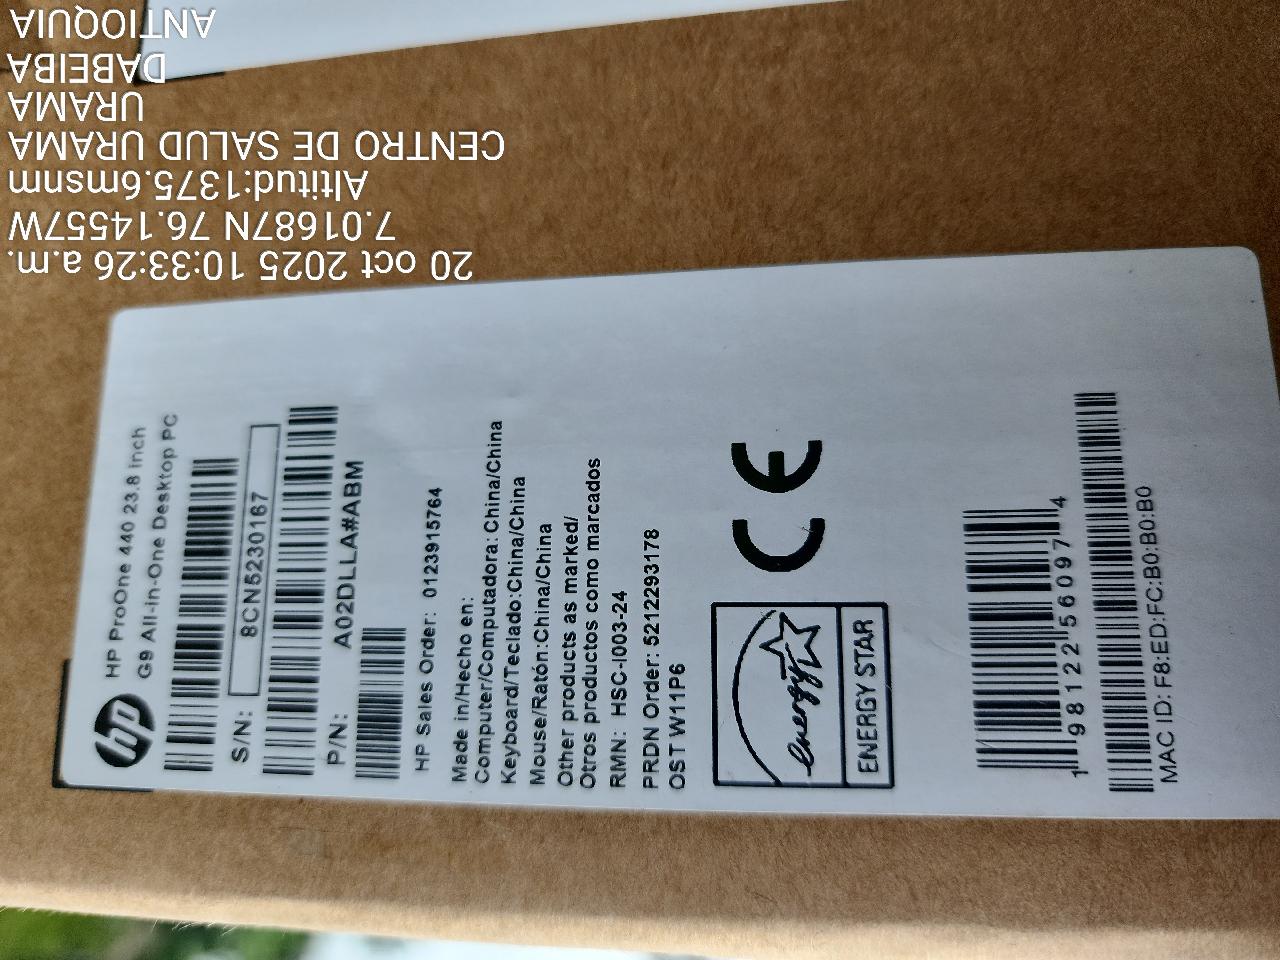 20 oct 2025 10:33:26 a.m.
7.01687N 76.14557W
Altitud:1375.6msnm
CENTRO DE SALUD URAMA
URAMA
DABEIBA
ANTIOQUIA
hp
HP ProOne 440 23.8 inch
G9 All-in-One Desktop PC
S/N: 8CN5230167
P/N: A02DLLA#ABM
HP Sales Order: 0123915764
Made in/Hecho en:
Computer/Computadora: China/China
Keyboard/Teclado:China/China
Mouse/Ratón:China/China
Other products as marked/
Otros productos como marcados
RMN: HSC-I003-24
PRDN Order: 5212293178
OST W11P6
energy
ENERGY STAR
CE
1 98122 56097 4
MAC ID: F8:ED:FC:B0:B0:B0